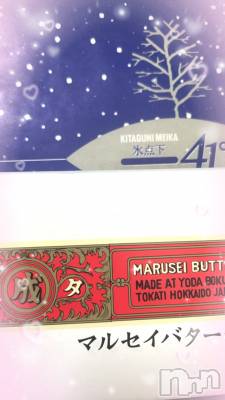 KITAGUNI MEIKA
氷点下
41°
成
タ
MARUSEI BUTT
MADE AT YODA BOKU
TOKATI HOKKAIDO JA
マルセイバター